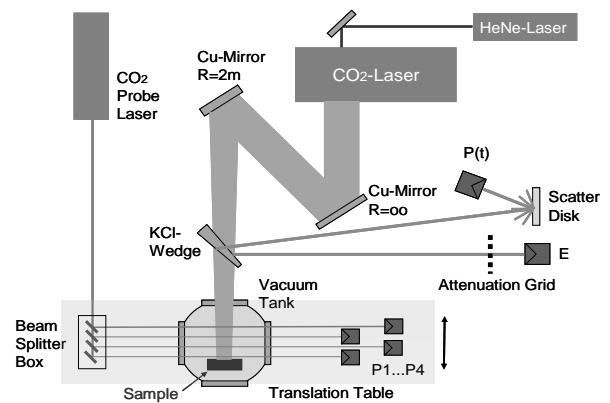 HeNe-Laser
CO2
Probe
Laser
Cu-Mirror
R=2m
CO2-Laser
P(t)
Scatter
Disk
Cu-Mirror
R=oo
KCl-
Wedge
E
Attenuation Grid
Vacuum
Tank
Beam
Splitter
Box
P1...P4
Sample
Translation Table